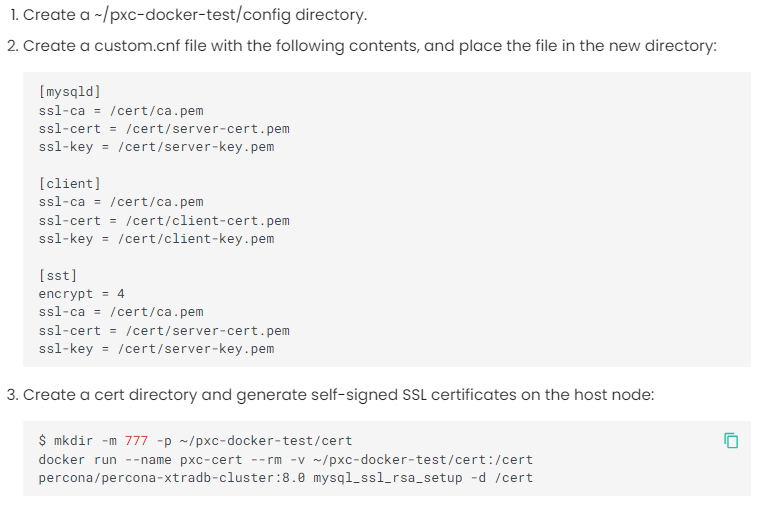 1. Create a ~/pxc-docker-test/config directory.
2. Create a custom.cnf file with the following contents, and place the file in the new directory:
[mysqld]
ssl-ca = /cert/ca.pem
ssl-cert = /cert/server-cert.pem
ssl-key = /cert/server-key.pem
[client]
ssl-ca = /cert/ca.pem
ssl-cert = /cert/client-cert.pem
ssl-key = /cert/client-key.pem
[sst]
encrypt = 4
ssl-ca = /cert/ca.pem
ssl-cert = /cert/server-cert.pem
ssl-key = /cert/server-key.pem
3. Create a cert directory and generate self-signed SSL certificates on the host node:
$ mkdir -m 777 -p ~/pxc-docker-test/cert
docker run --name pxc-cert --rm -v ~/pxc-docker-test/cert:/cert
percona/percona-xtradb-cluster:8.0 mysql_ssl_rsa_setup -d /cert